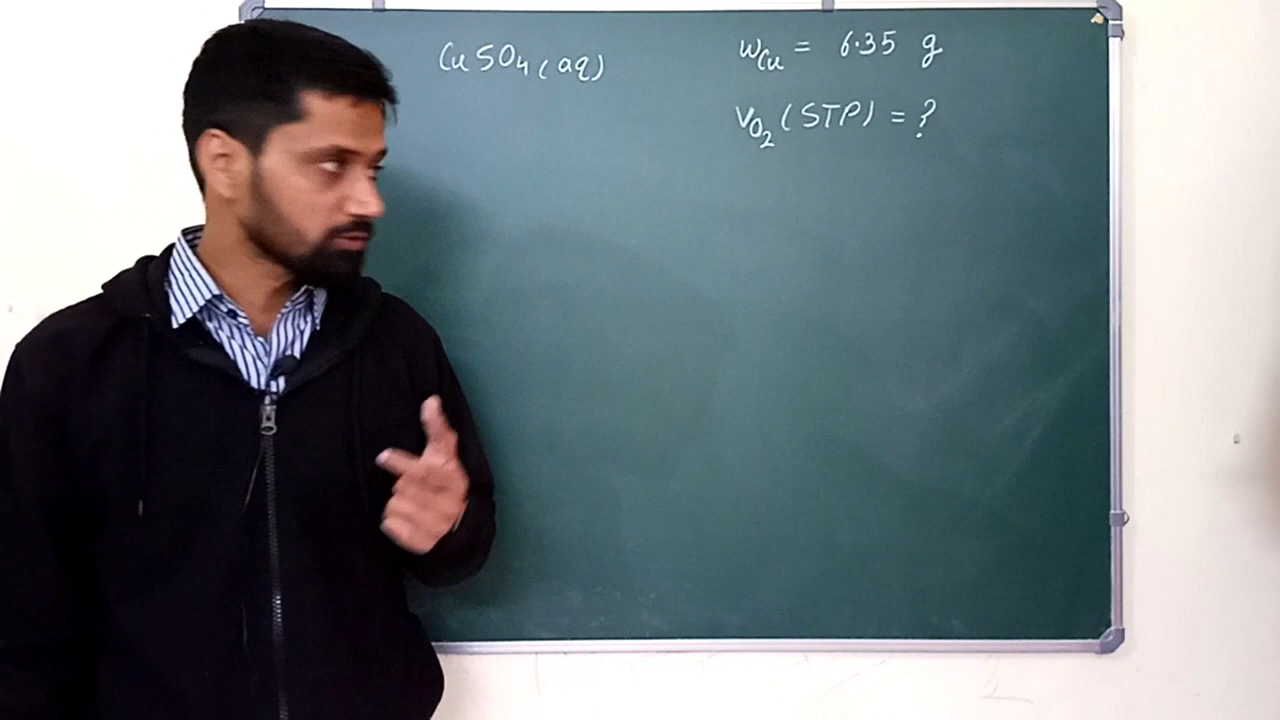 CuSO4(aq)
wCu = 6.35 g
VO2 (STP) = ?